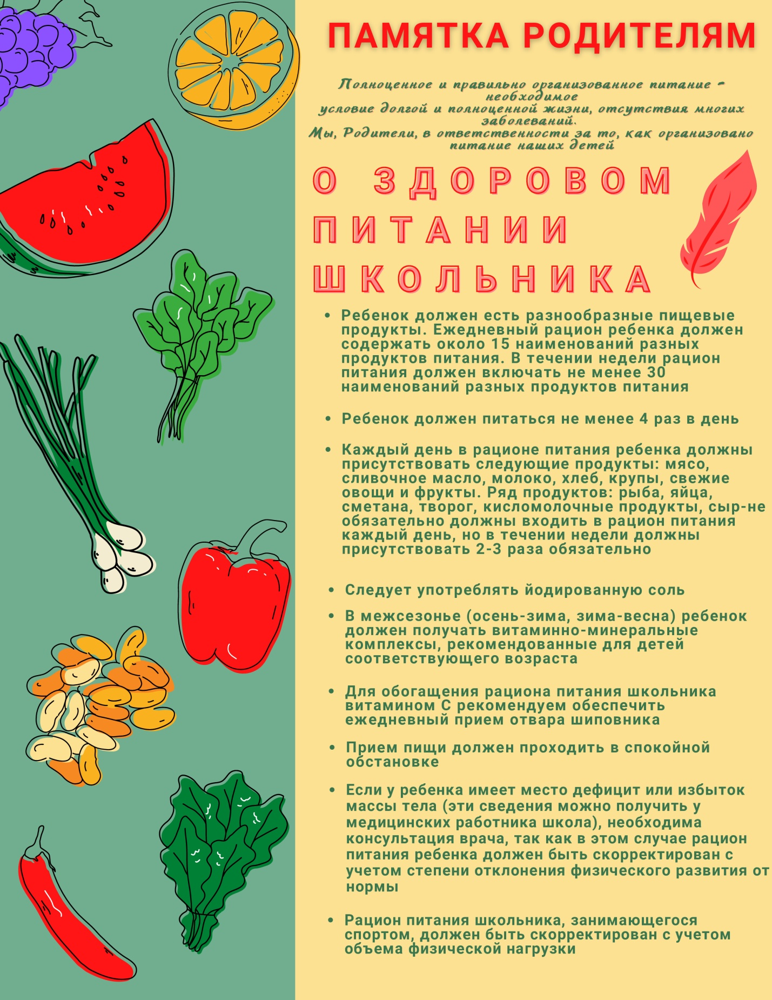 ПАМЯТКА РОДИТЕЛЯМ
Полноценное и правильно организованное питание -
необходимое
условие долгой и полноценной жизни, отсутствия многих
заболеваний.
Мы, Родители, в ответственности за то, как организовано
питание наших детей
О ЗДОРОВОМ
ПИТАНИИ
ШКОЛЬНИКА
• Ребенок должен есть разнообразные пищевые
продукты. Ежедневный рацион ребенка должен
содержать около 15 наименований разных
продуктов питания. В течении недели рацион
питания должен включать не менее 30
наименований разных продуктов питания
• Ребенок должен питаться не менее 4 раз в день
• Каждый день в рационе питания ребенка должны
присутствовать следующие продукты: мясо,
сливочное масло, молоко, хлеб, крупы, свежие
овощи и фрукты. Ряд продуктов: рыба, яйца,
сметана, творог, кисломолочные продукты, сыр-не
обязательно должны входить в рацион питания
каждый день, но в течении недели должны
присутствовать 2-3 раза обязательно
• Следует употреблять йодированную соль
• В межсезонье (осень-зима, зима-весна) ребенок
должен получать витаминно-минеральные
комплексы, рекомендованные для детей
соответствующего возраста
• Для обогащения рациона питания школьника
витамином С рекомендуем обеспечить
ежедневный прием отвара шиповника
• Прием пищи должен проходить в спокойной
обстановке
• Если у ребенка имеет место дефицит или избыток
массы тела (эти сведения можно получить у
медицинских работника школа), необходима
консультация врача, так как в этом случае рацион
питания ребенка должен быть скорректирован с
учетом степени отклонения физического развития от
нормы
• Рацион питания школьника, занимающегося
спортом, должен быть скорректирован с учетом
объема физической нагрузки